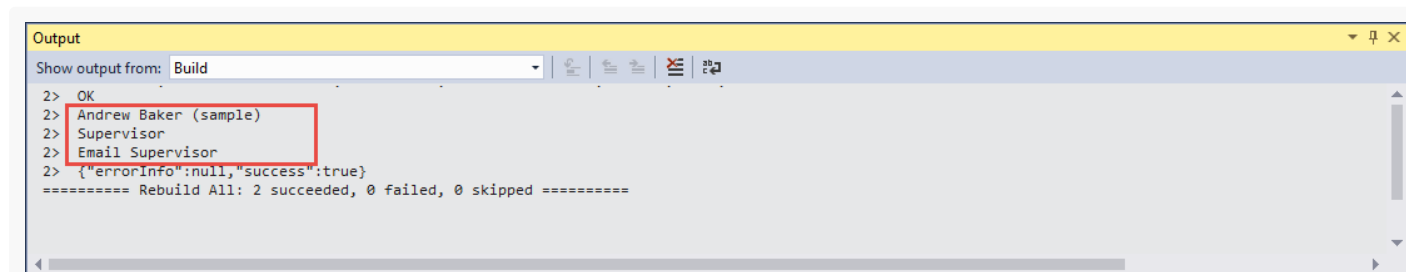 Output
Show output from: Build
2> OK
2> Andrew Baker (sample)
2> Supervisor
2> Email Supervisor
2> {"errorInfo":null,"success":true}
========== Rebuild All: 2 succeeded, 0 failed, 0 skipped ==========